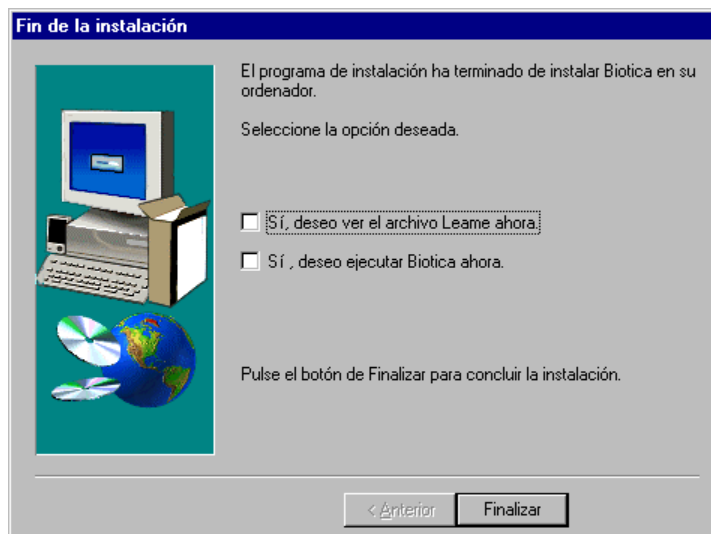 Fin de la instalación
El programa de instalación ha terminado de instalar Biotica en su
ordenador.
Seleccione la opción deseada.
Sí, deseo ver el archivo Leame ahora.
Sí , deseo ejecutar Biotica ahora.
Pulse el botón de Finalizar para concluir la instalación.
< Anterior
Finalizar